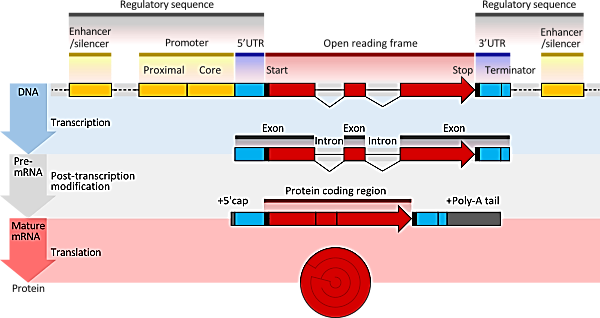 Regulatory sequence
Regulatory sequence
Enhancer
/silencer
Promoter
5'UTR
Open reading frame
3'UTR
Enhancer
/silencer
Proximal
Core
Start
Stop
Terminator
DNA
Transcription
Exon
Exon
Exon
Intron
Intron
Pre-
mRNA
Post-transcription
modification
Protein coding region
+5'cap
+Poly-A tail
Mature
mRNA
Translation
Protein